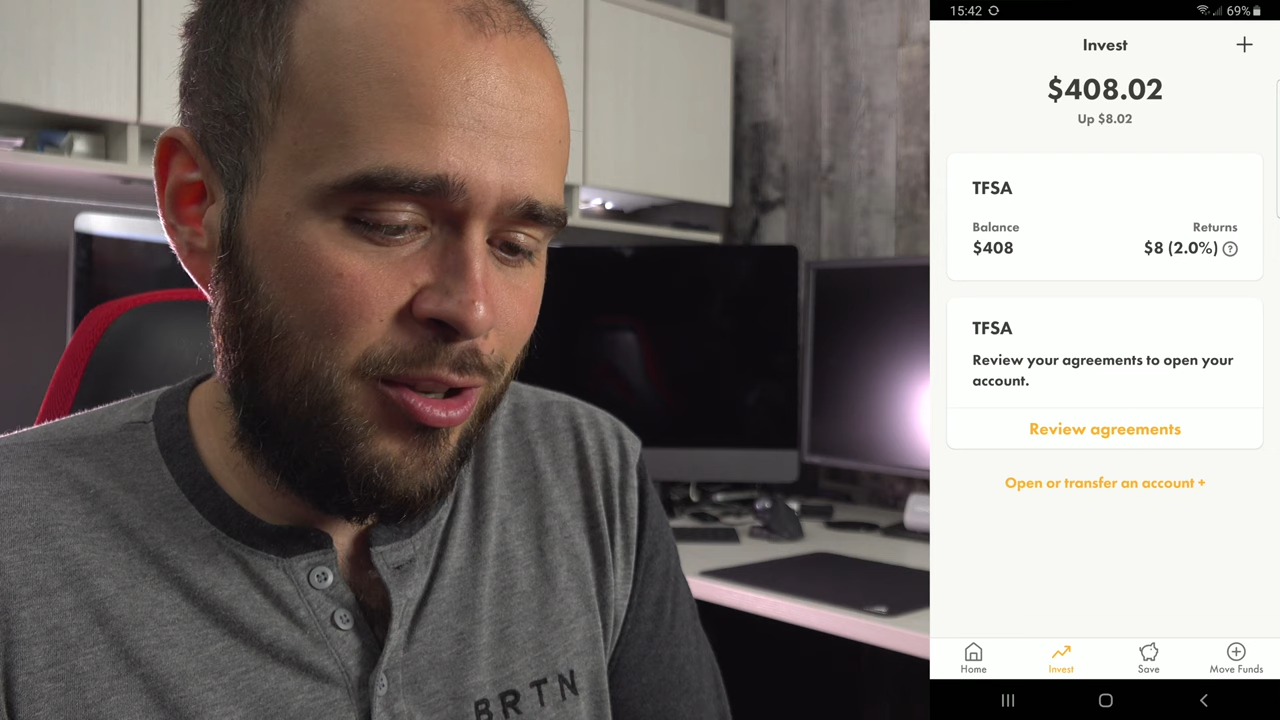 15:42
69%
Invest
$408.02
Up $8.02
TFSA
Balance
Returns
$408
$8 (2.0%) ?
TFSA
Review your agreements to open your
account.
Review agreements
Open or transfer an account +
Home
Invest
Save
Move Funds
BRTN